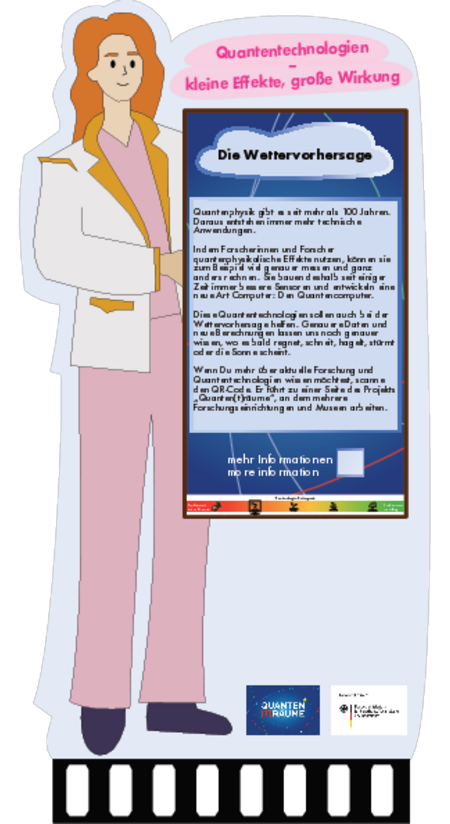 Quantentechnologien
–
kleine Effekte, große Wirkung
Die Wettervorhersage
Quantenphysik gibt es seit mehr als 100 Jahren.
Daraus entstehen immer mehr technische
Anwendungen.
Indem Forscherinnen und Forscher
quantenphysikalische Effekte nutzen, können sie
zum Beispiel viel genauer messen und ganz
anders rechnen. Sie bauen deshalb seit einiger
Zeit immer bessere Sensoren und entwickeln eine
neue Art Computer: Den Quantencomputer.
Diese Quantentechnologien sollen auch bei der
Wettervorhersage helfen. Genauere Daten und
neue Berechnungen lassen uns noch genauer
wissen, wo es bald regnet, schneit, hagelt, stürmt
oder die Sonne scheint.
Wenn Du mehr über aktuelle Forschung und
Quantentechnologien wissen möchtest, scanne
den QR-Code. Er führt zu einer Seite des Projekts
„Quanten(t)räume“, an dem mehrere
Forschungseinrichtungen und Museen arbeiten.
mehr Informationen
more information
QUANTEN
(T)RÄUME